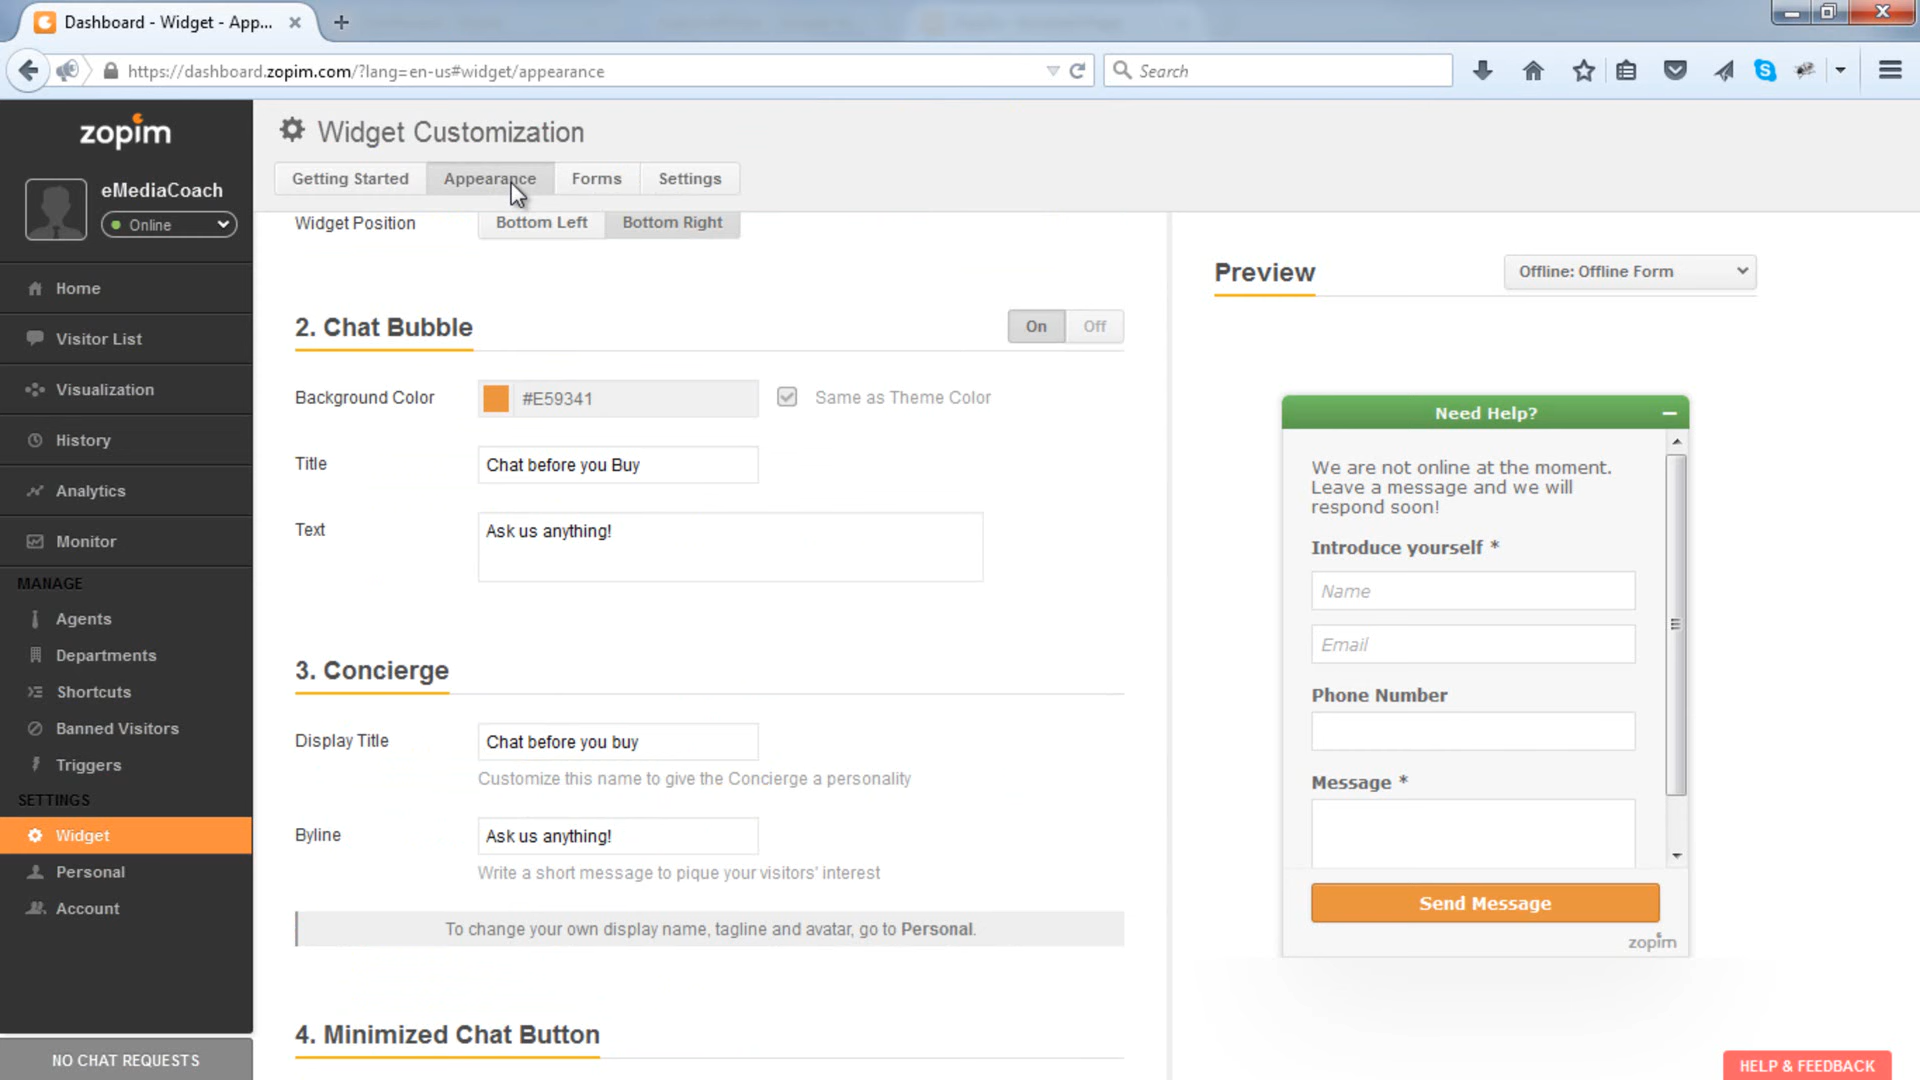 Dashboard - Widget - App...
https://dashboard.zopim.com/?lang=en-us#widget/appearance
Search
zopim
eMediaCoach
Online
Home
Visitor List
Visualization
History
Analytics
Monitor
MANAGE
Agents
Departments
Shortcuts
Banned Visitors
Triggers
SETTINGS
Widget
Personal
Account
NO CHAT REQUESTS
Widget Customization
Getting Started
Appearance
Forms
Settings
Widget Position
Bottom Left
Bottom Right
2. Chat Bubble
On
Off
Background Color
#E59341
Same as Theme Color
Title
Chat before you Buy
Text
Ask us anything!
3. Concierge
Display Title
Chat before you buy
Customize this name to give the Concierge a personality
Byline
Ask us anything!
Write a short message to pique your visitors' interest
To change your own display name, tagline and avatar, go to Personal.
4. Minimized Chat Button
Preview
Offline: Offline Form
Need Help?
We are not online at the moment.
Leave a message and we will
respond soon!
Introduce yourself *
Name
Email
Phone Number
Message *
Send Message
zopim
HELP & FEEDBACK